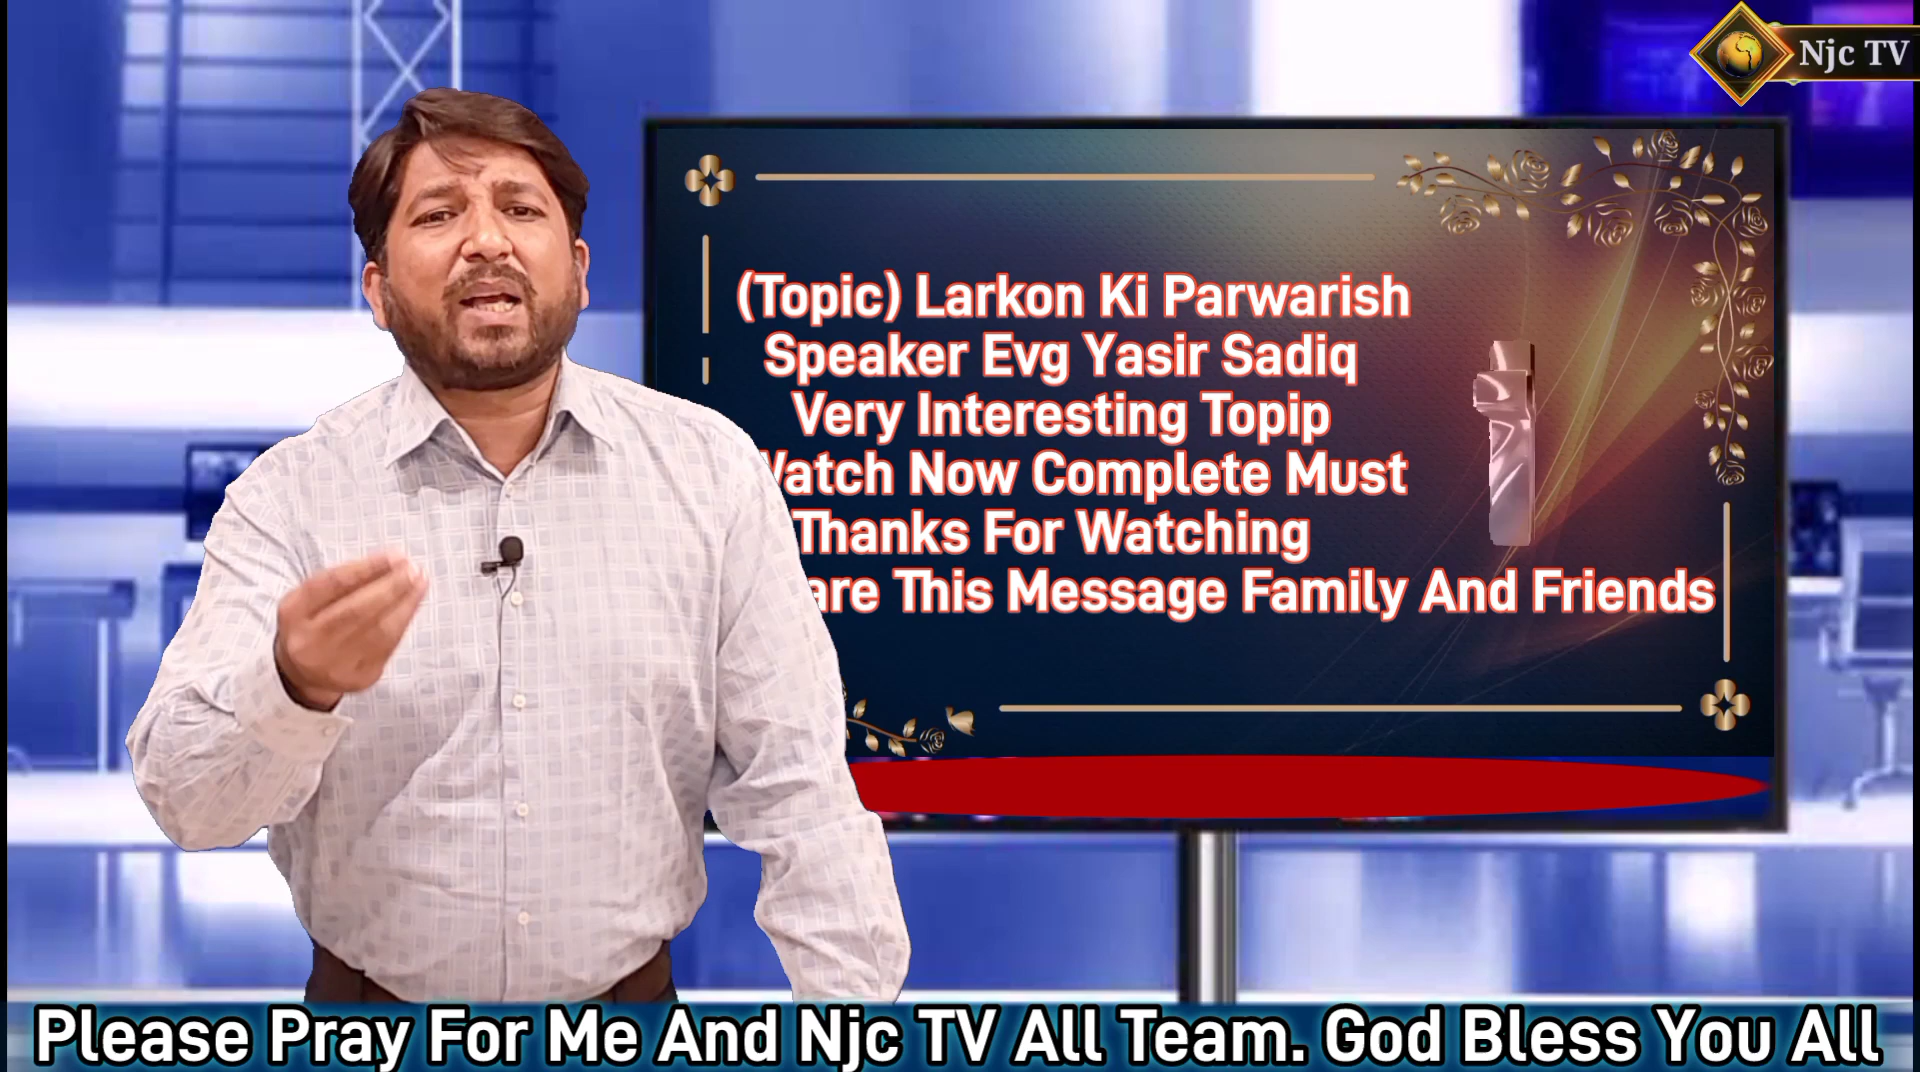 Njc TV
(Topic) Larkon Ki Parwarish
Speaker Evg Yasir Sadiq
Very Interesting Topip
Watch Now Complete Must
Thanks For Watching
This Message Family And Friends
Please Pray For Me And Njc TV All Team. God Bless You All